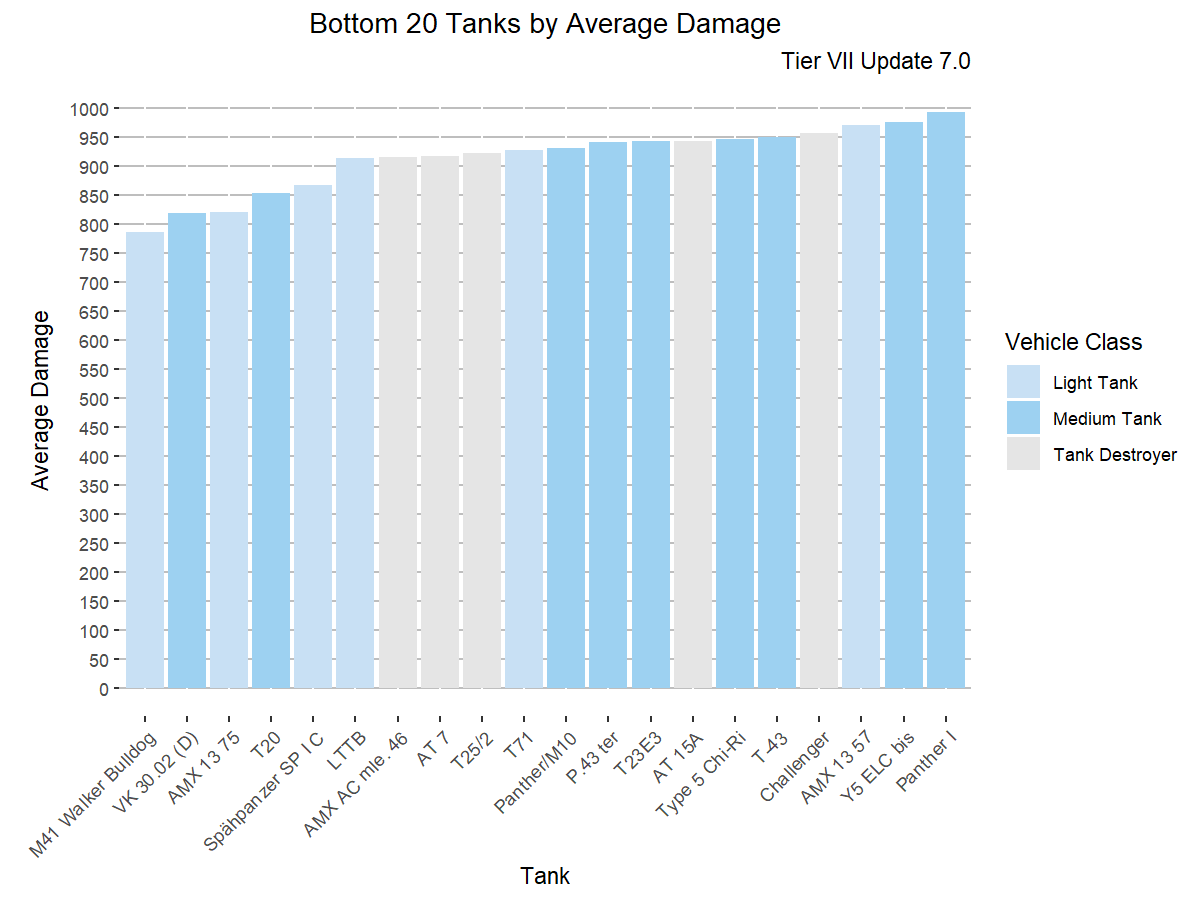 Bottom 20 Tanks by Average Damage
Tier VII Update 7.0
Average Damage
1000
950
900
850
800
750
700
650
600
550
500
450
400
350
300
250
200
150
100
50
0
M41 Walker Bulldog
VK 30.02 (D)
AMX 13 75
T20
Spähpanzer SP I C
LTTB
AMX AC mle. 46
AT 7
T25/2
T71
Panther/M10
P.43 ter
T23E3
AT 15A
Type 5 Chi-Ri
T-43
Challenger
AMX 13 57
Y5 ELC bis
Panther I
Tank
Vehicle Class
Light Tank
Medium Tank
Tank Destroyer